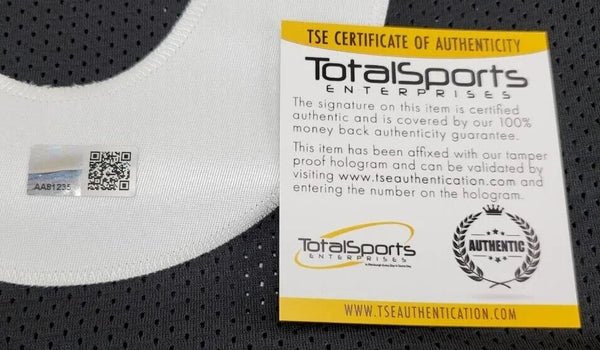 TSE CERTIFICATE OF AUTHENTICITY
TotalSports
ENTERPRISES
The signature on this item is certified
authentic and is covered by our 100%
money back authenticity guarantee.
This item has been affixed with our tamper
proof hologram and can be validated by
visiting www.tseauthentication.com and
entering the number on the hologram.
TotalSports
ENTERPRISES
AUTHENTIC
WWW.TSEAUTHENTICATION.COM
AAB1235